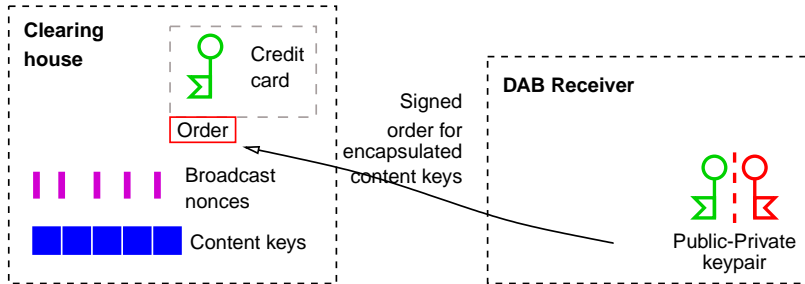 Clearing
house
Credit
card
Order
Broadcast
nonces
Content keys
Signed
order for
encapsulated
content keys
DAB Receiver
Public-Private
keypair